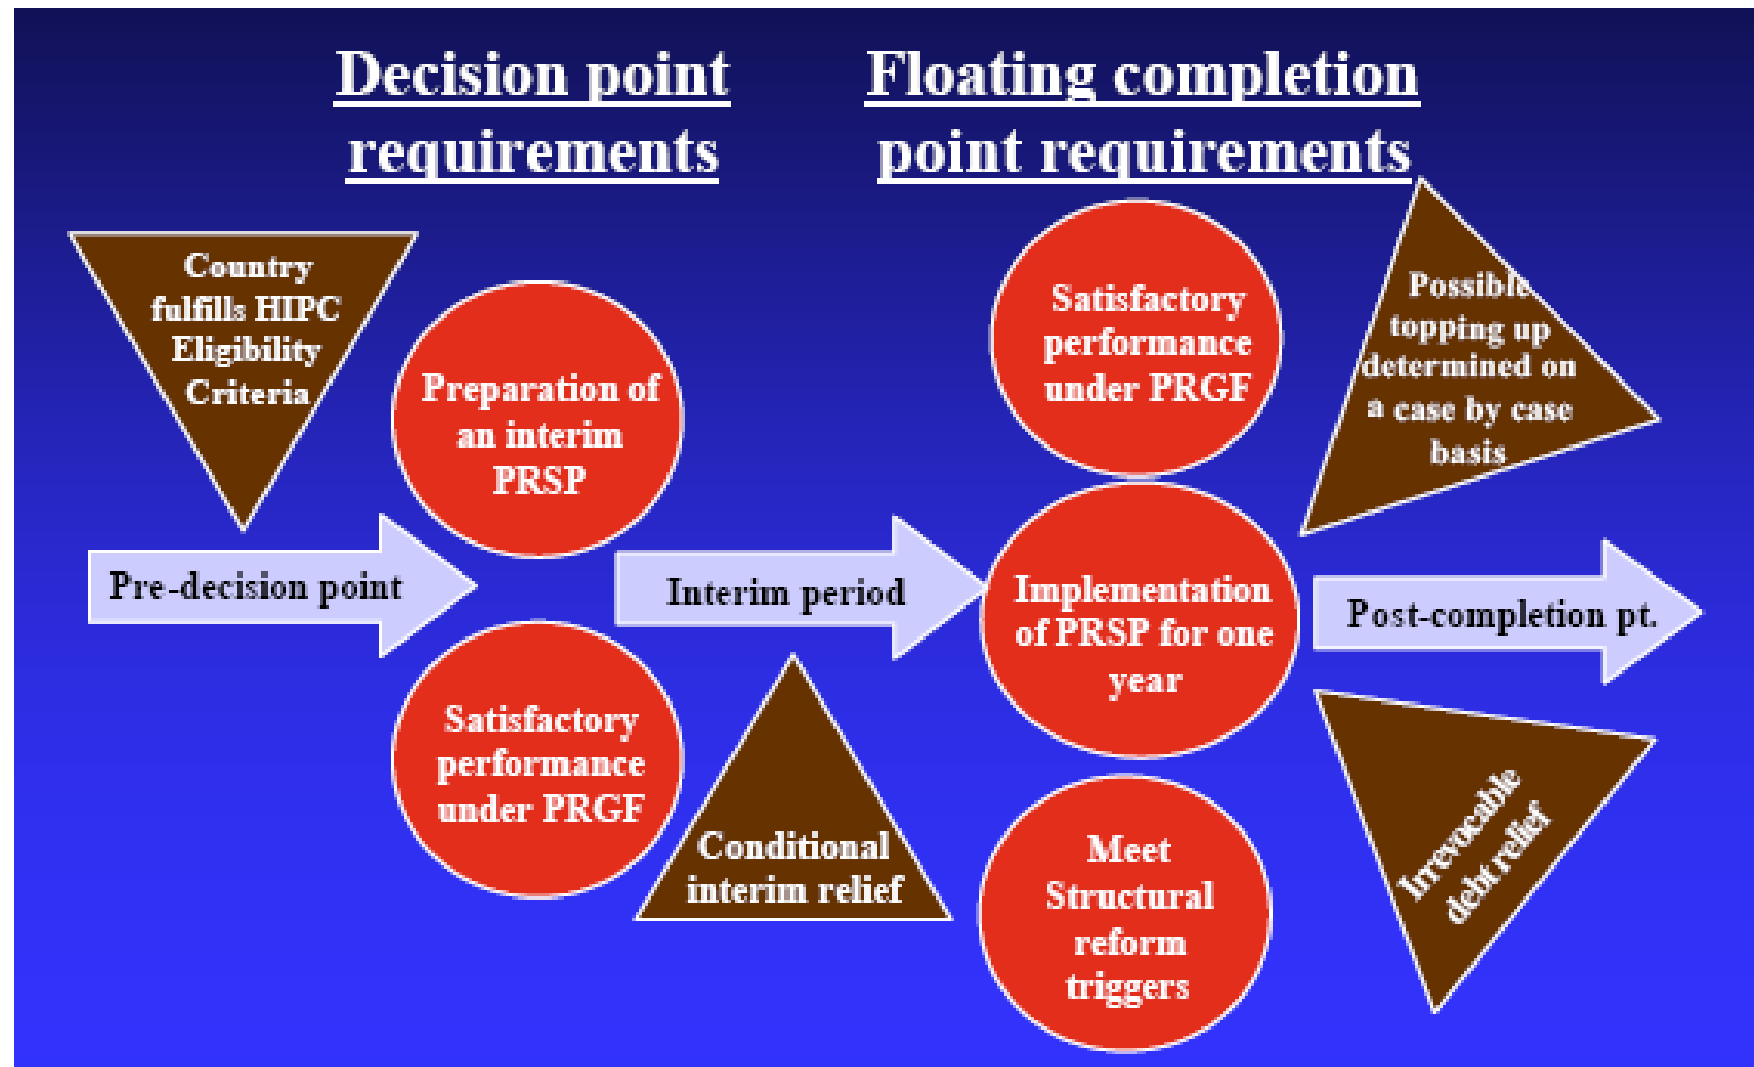 Decision point
requirements
Floating completion
point requirements
Country
fulfills HIPC
Eligibility
Criteria
Preparation of
an interim
PRSP
Satisfactory
performance
under PRGF
Possible
topping up
determined on
a case by case
basis
Pre-decision point
Interim period
Implementation
of PRSP for one
year
Post-completion pt.
Satisfactory
performance
under PRGF
Conditional
interim relief
Meet
Structural
reform
triggers
Irrevocable
debt relief